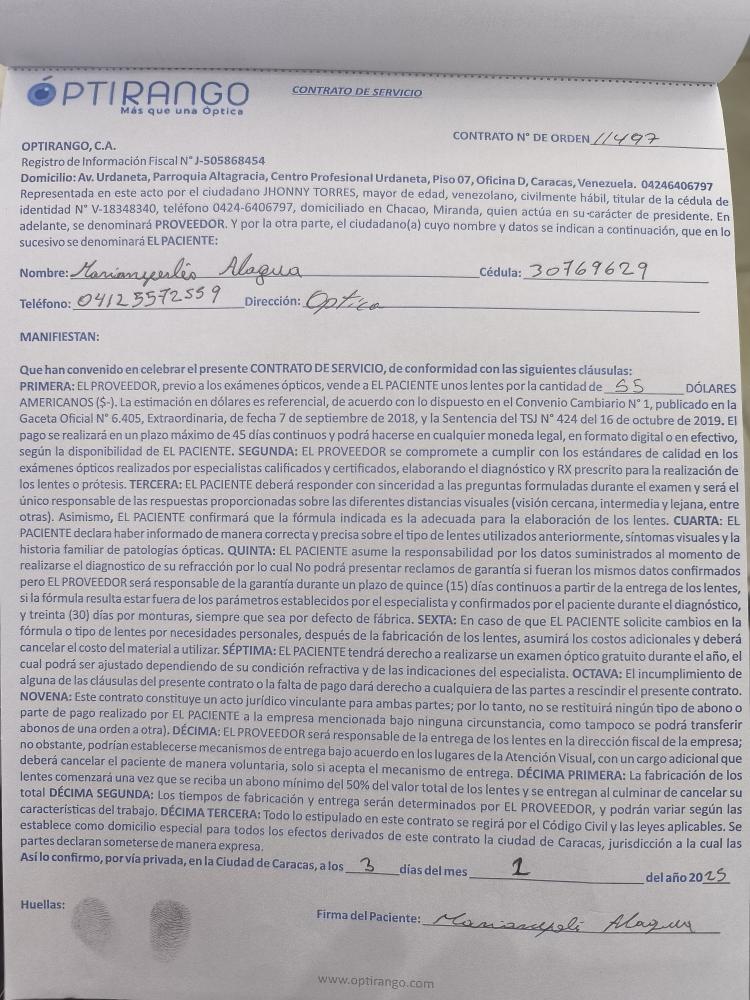 ÓPTIRANGO
Más que una Óptica
CONTRATO DE SERVICIO
CONTRATO N° DE ORDEN 11497
OPTIRANGO, C.A.
Registro de Información Fiscal N° J-505868454
Domicilio: Av. Urdaneta, Parroquia Altagracia, Centro Profesional Urdaneta, Piso 07, Oficina D, Caracas, Venezuela. 04246406797
Representada en este acto por el ciudadano JHONNY TORRES, mayor de edad, venezolano, civilmente hábil, titular de la cédula de
identidad N° V-18348340, teléfono 0424-6406797, domiciliado en Chacao, Miranda, quien actúa en su carácter de presidente. En
adelante, se denominará PROVEEDOR. Y por la otra parte, el ciudadano(a) cuyo nombre y datos se indican a continuación, que en lo
sucesivo se denominará EL PACIENTE:
Nombre: Alagua Cédula: 30769629
Teléfono: 04125572559 Dirección: Optica
MANIFIESTAN:
Que han convenido en celebrar el presente CONTRATO DE SERVICIO, de conformidad con las siguientes cláusulas:
PRIMERA: EL PROVEEDOR, previo a los exámenes ópticos, vende a EL PACIENTE unos lentes por la cantidad de 55 DÓLARES
AMERICANOS ($-). La estimación en dólares es referencial, de acuerdo con lo dispuesto en el Convenio Cambiario N° 1, publicado en la
Gaceta Oficial N° 6.405, Extraordinaria, de fecha 7 de septiembre de 2018, y la Sentencia del TSJ N° 424 del 16 de octubre de 2019. El
pago se realizará en un plazo máximo de 45 días continuos y podrá hacerse en cualquier moneda legal, en formato digital o en efectivo,
según la disponibilidad de EL PACIENTE. SEGUNDA: EL PROVEEDOR se compromete a cumplir con los estándares de calidad en los
exámenes ópticos realizados por especialistas calificados y certificados, elaborando el diagnóstico y RX prescrito para la realización de
los lentes o prótesis. TERCERA: EL PACIENTE deberá responder con sinceridad a las preguntas formuladas durante el examen y será el
único responsable de las respuestas proporcionadas sobre las diferentes distancias visuales (visión cercana, intermedia y lejana, entre
otras). Asimismo, EL PACIENTE confirmará que la fórmula indicada es la adecuada para la elaboración de los lentes. CUARTA: EL
PACIENTE declara haber informado de manera correcta y precisa sobre el tipo de lentes utilizados anteriormente, síntomas visuales y la
historia familiar de patologías ópticas. QUINTA: EL PACIENTE asume la responsabilidad por los datos suministrados al momento de
realizarse el diagnostico de su refracción por lo cual No podrá presentar reclamos de garantía si fueran los mismos datos confirmados
pero EL PROVEEDOR será responsable de la garantía durante un plazo de quince (15) días continuos a partir de la entrega de los lentes,
si la fórmula resulta estar fuera de los parámetros establecidos por el especialista y confirmados por el paciente durante el diagnóstico,
y treinta (30) días por monturas, siempre que sea por defecto de fábrica. SEXTA: En caso de que EL PACIENTE solicite cambios en la
fórmula o tipo de lentes por necesidades personales, después de la fabricación de los lentes, asumirá los costos adicionales y deberá
cancelar el costo del material a utilizar. SÉPTIMA: EL PACIENTE tendrá derecho a realizarse un examen óptico gratuito durante el año, el
cual podrá ser ajustado dependiendo de su condición refractiva y de las indicaciones del especialista. OCTAVA: El incumplimiento de
alguna de las cláusulas del presente contrato o la falta de pago dará derecho a cualquiera de las partes a rescindir el presente contrato.
NOVENA: Este contrato constituye un acto jurídico vinculante para ambas partes; por lo tanto, no se restituirá ningún tipo de abono o
parte de pago realizado por EL PACIENTE a la empresa mencionada bajo ninguna circunstancia, como tampoco se podrá transferir
abonos de una orden a otra). DÉCIMA: EL PROVEEDOR será responsable de la entrega de los lentes en la dirección fiscal de la empresa;
no obstante, podrían establecerse mecanismos de entrega bajo acuerdo en los lugares de la Atención Visual, con un cargo adicional que
deberá cancelar el paciente de manera voluntaria, solo si acepta el mecanismo de entrega. DÉCIMA PRIMERA: La fabricación de los
lentes comenzará una vez que se reciba un abono mínimo del 50% del valor total de los lentes y se entregan al culminar de cancelar su
total DÉCIMA SEGUNDA: Los tiempos de fabricación y entrega serán determinados por EL PROVEEDOR, y podrán variar según las
características del trabajo. DÉCIMA TERCERA: Todo lo estipulado en este contrato se regirá por el Código Civil y las leyes aplicables. Se
establece como domicilio especial para todos los efectos derivados de este contrato la ciudad de Caracas, jurisdicción a la cual las
partes declaran someterse de manera expresa.
Así lo confirmo, por vía privada, en la Ciudad de Caracas, a los 3 días del mes 1 del año 2025
Huellas:
Firma del Paciente: Alagua
www.optirango.com